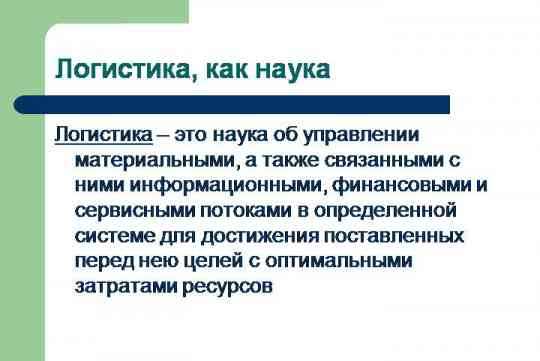 Логистика, как наука
Логистика – это наука об управлении
материальными, а также связанными с
ними информационными, финансовыми и
сервисными потоками в определенной
системе для достижения поставленных
перед нею целей с оптимальными
затратами ресурсов